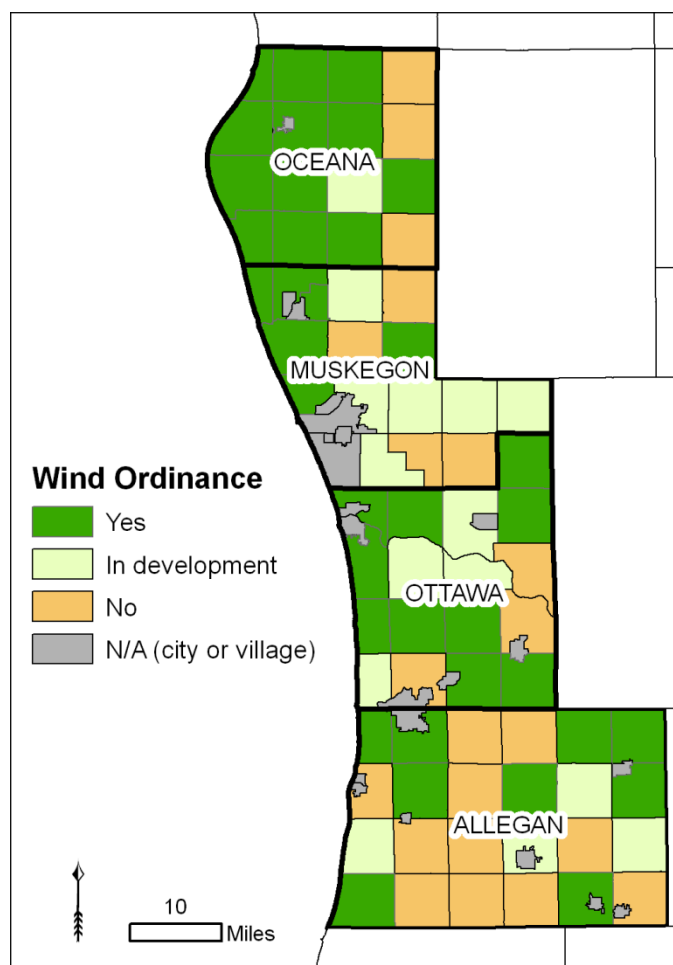 OCEANA
MUSKEGON
Wind Ordinance
Yes
In development
No
N/A (city or village)
OTTAWA
ALLEGAN
10
Miles